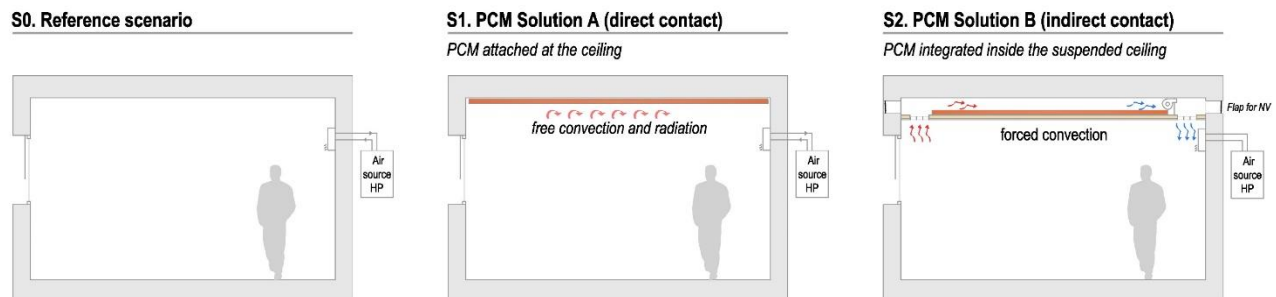 S0. Reference scenario
Air
source
HP
S1. PCM Solution A (direct contact)
PCM attached at the ceiling
free convection and radiation
Air
source
HP
S2. PCM Solution B (indirect contact)
PCM integrated inside the suspended ceiling
Flap for NV
forced convection
Air
source
HP